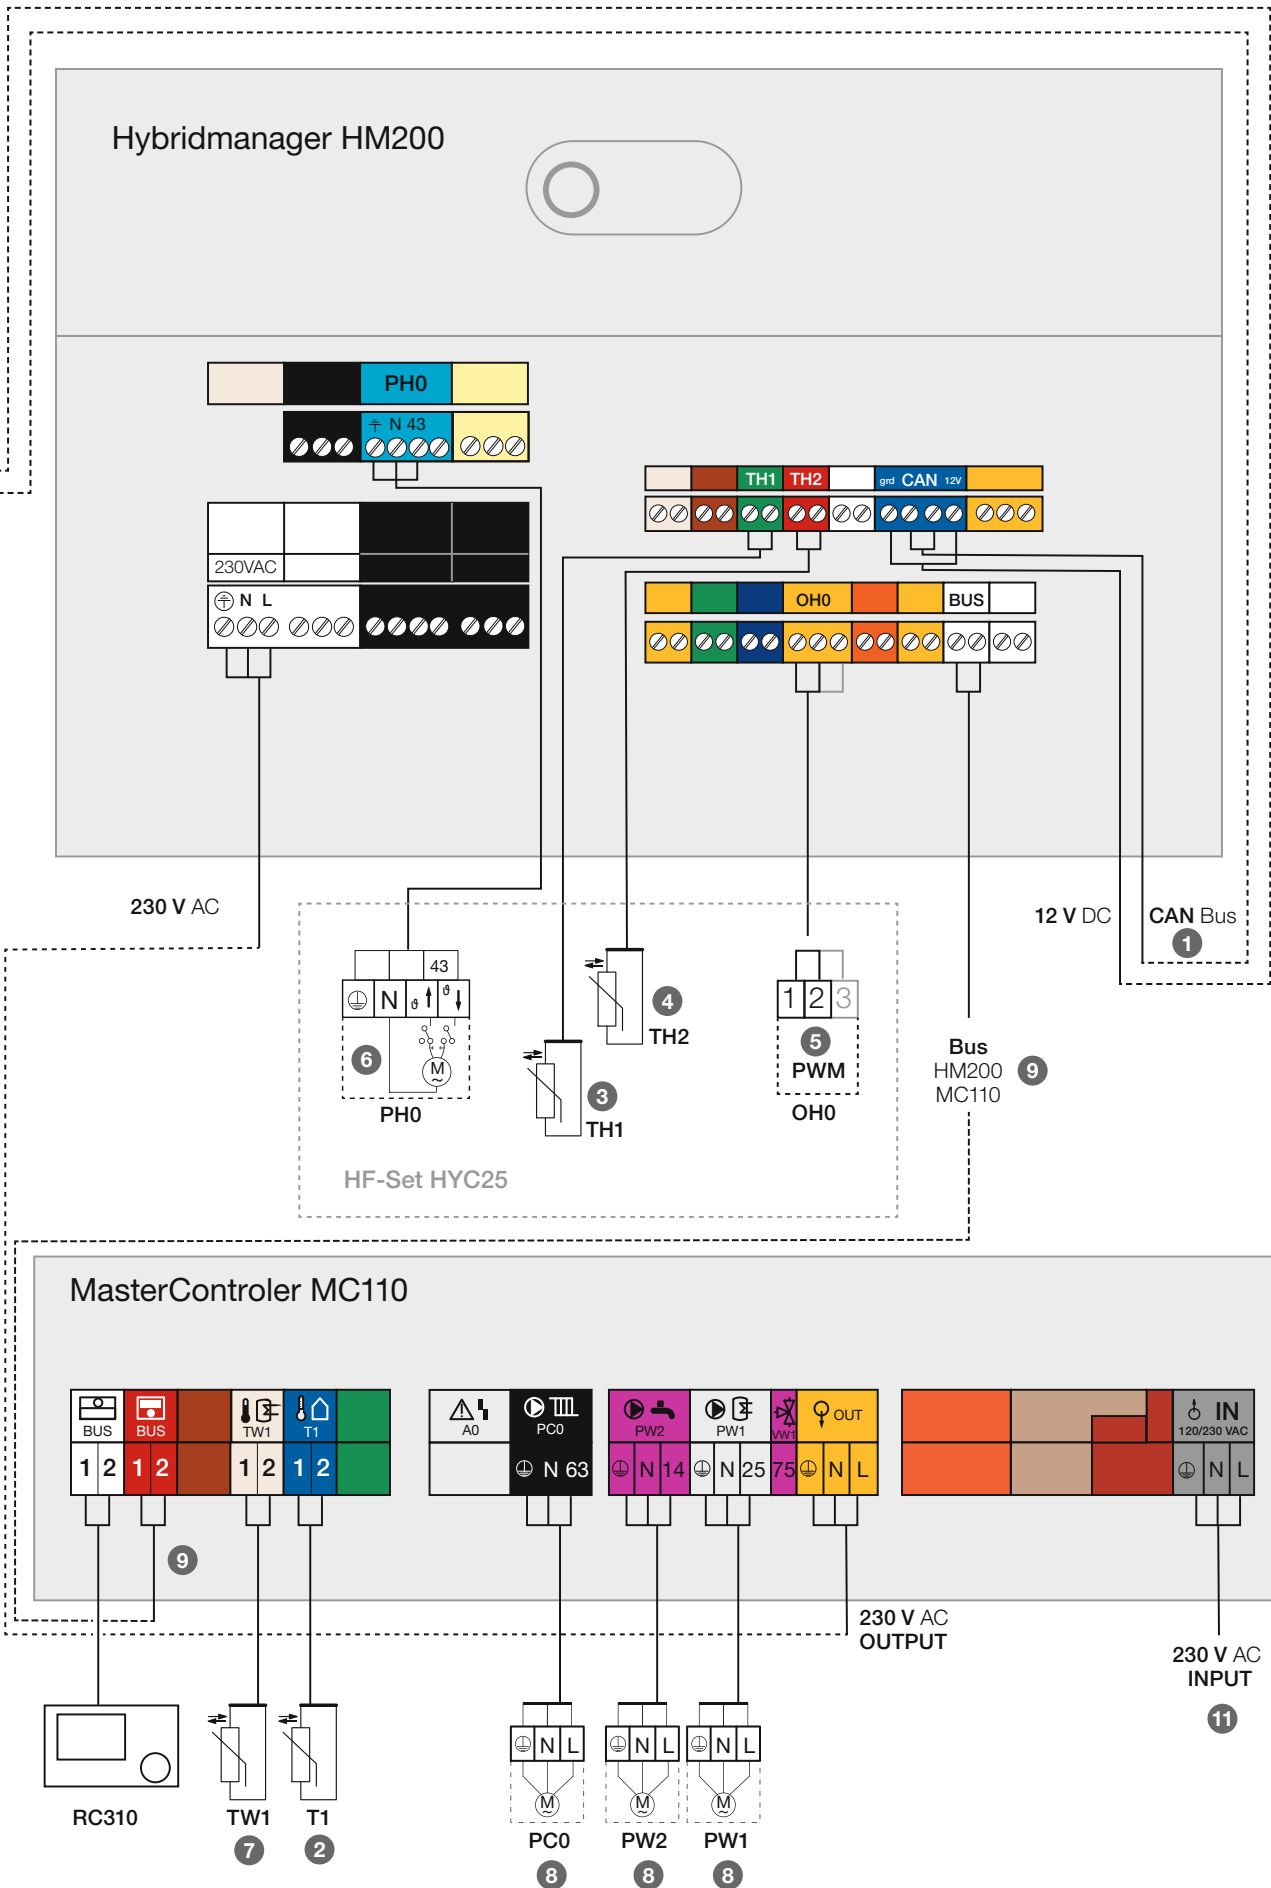 Hybridmanager HM200
PH0
N 43
TH1 TH2 grd CAN 12V
230VAC
N L
OH0 BUS
230 V AC
12 V DC
CAN Bus
1
43
N ϑ ϑ
M
~
6
PH0
4
TH2
3
TH1
1 2 3
5
PWM
OH0
Bus
HM200
MC110
9
HF-Set HYC25
MasterControler MC110
BUS BUS TW1 T1
1 2 1 2 1 2 1 2
A0 PC0
N 63
PW2 PW1 VW1 OUT
N 14 N 25 75 N L
IN
120/230 VAC
N L
9
230 V AC
OUTPUT
230 V AC
INPUT
11
RC310
TW1
7
T1
2
N L
M
~
PC0
8
N L
M
~
PW2
8
N L
M
~
PW1
8